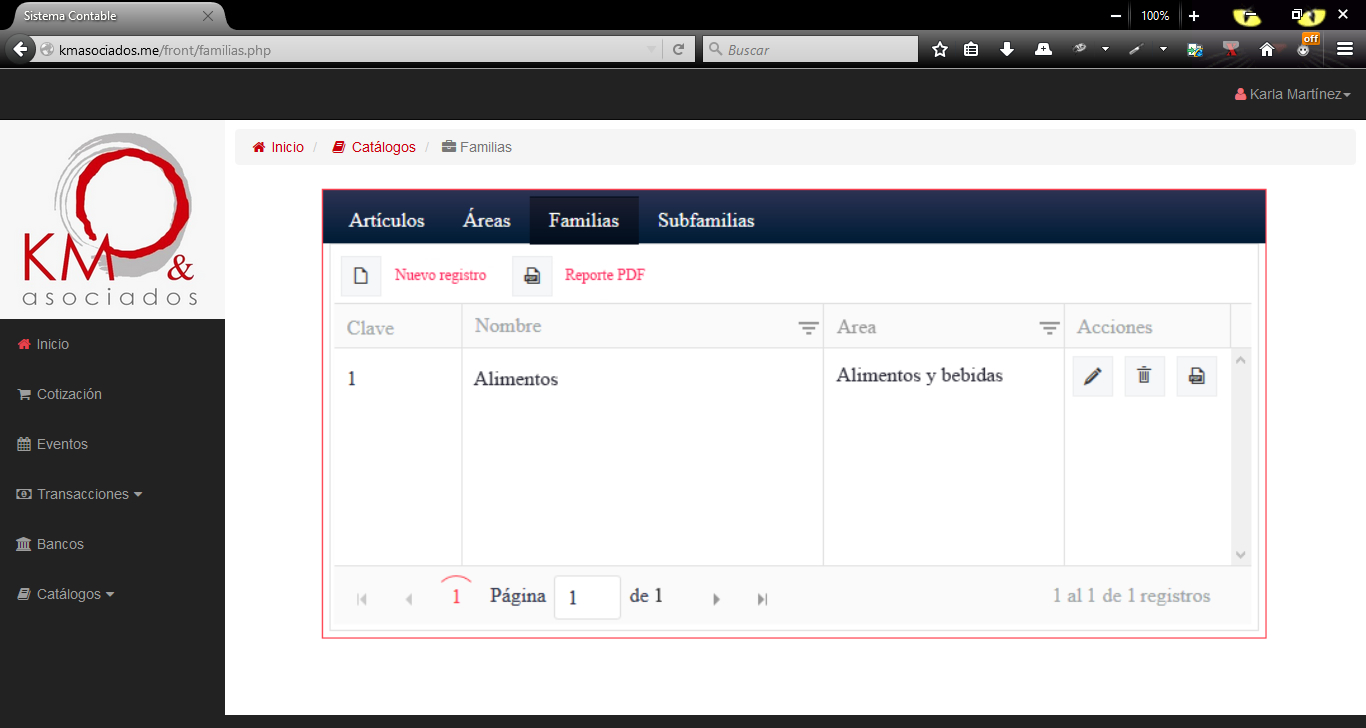 Sistema Contable
100%
kmasociados.me/front/familias.php
Buscar
off
Karla Martínez
KM &
asociados
Inicio / Catálogos / Familias
Inicio
Cotización
Eventos
Transacciones
Bancos
Catálogos
Artículos Áreas Familias Subfamilias
Nuevo registro Reporte PDF
Clave Nombre Area Acciones
1 Alimentos Alimentos y bebidas
1 Página 1 de 1 1 al 1 de 1 registros